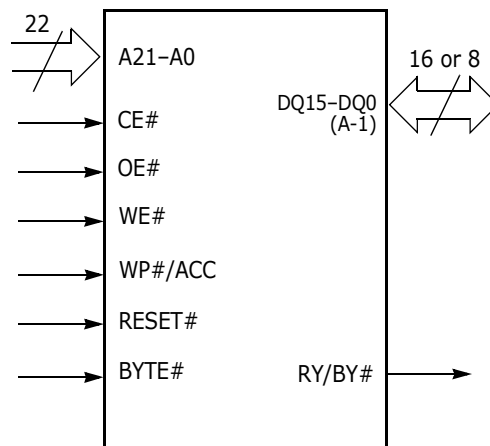 22
A21–A0
16 or 8
DQ15–DQ0
(A-1)
CE#
OE#
WE#
WP#/ACC
RESET#
BYTE#
RY/BY#